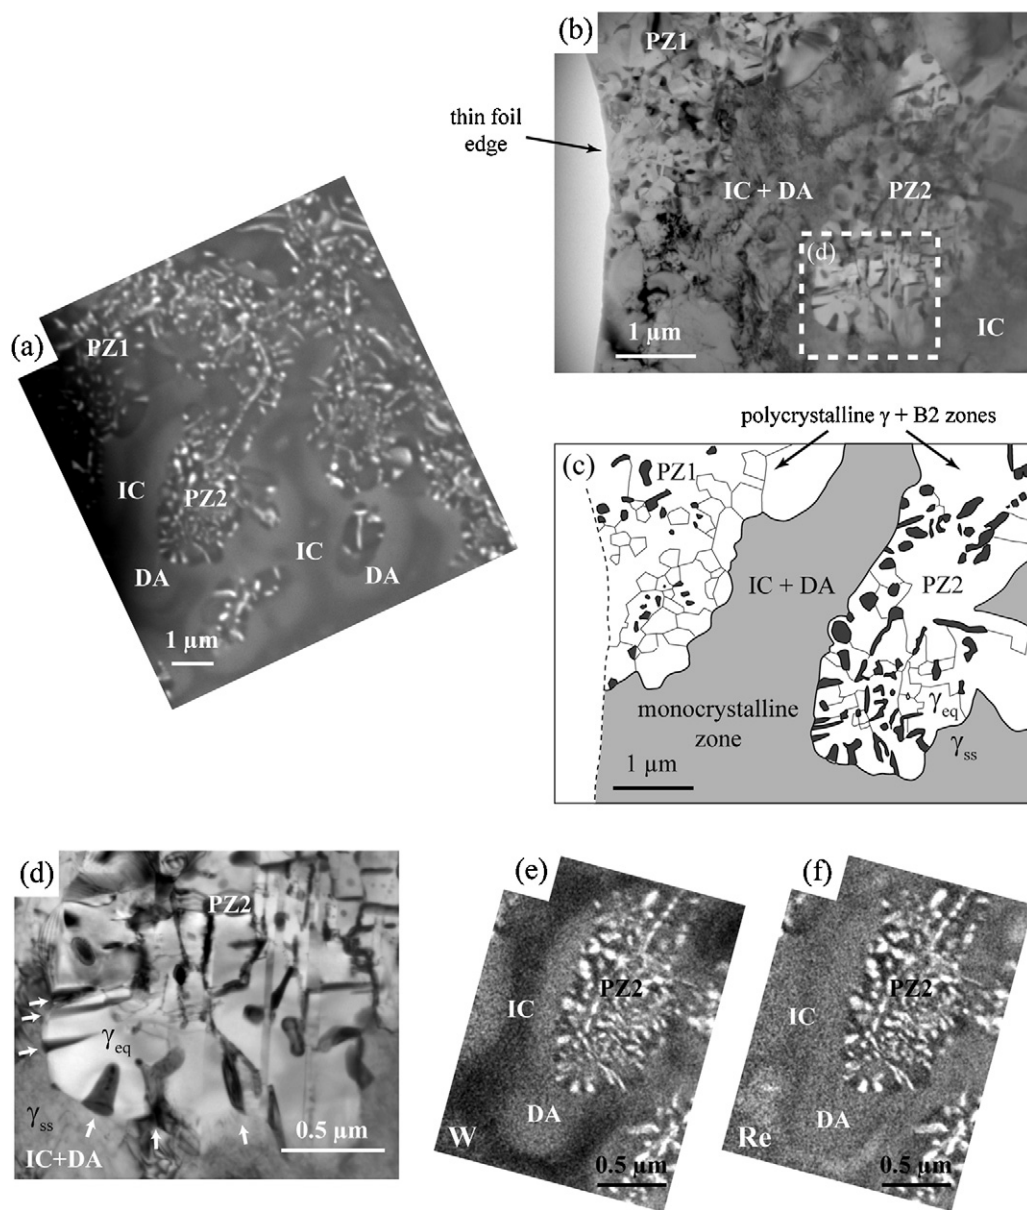 (a)
PZ1
IC
PZ2
IC
DA
DA
1 µm
(b)
PZ1
thin foil
edge
IC + DA
PZ2
(d)
IC
1 µm
polycrystalline γ + B2 zones
(c)
PZ1
IC + DA
PZ2
monocrystalline
zone
γeq
γss
1 µm
(d)
PZ2
γeq
γss
IC+DA
0.5 µm
(e)
PZ2
IC
DA
W
0.5 µm
(f)
PZ2
IC
DA
Re
0.5 µm